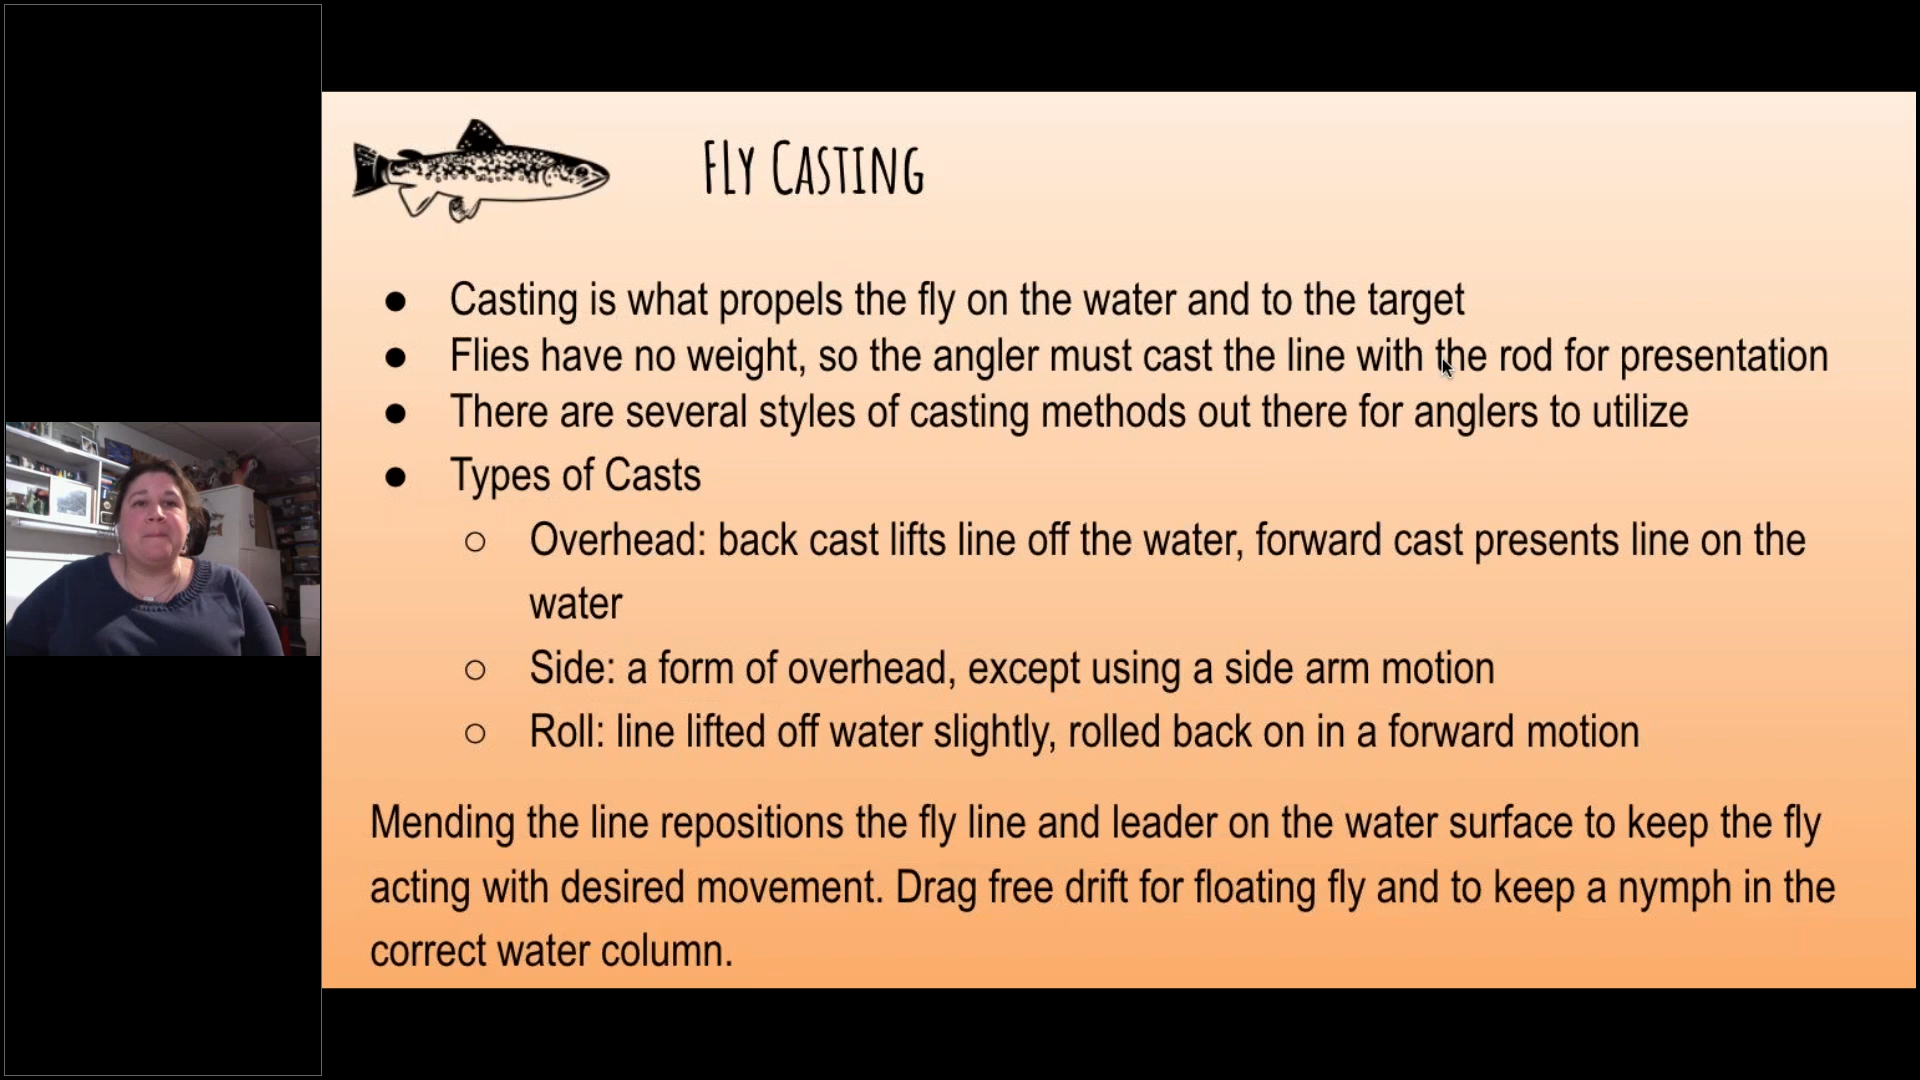 Fly Casting
● Casting is what propels the fly on the water and to the target
● Flies have no weight, so the angler must cast the line with the rod for presentation
● There are several styles of casting methods out there for anglers to utilize
● Types of Casts
○ Overhead: back cast lifts line off the water, forward cast presents line on the
water
○ Side: a form of overhead, except using a side arm motion
○ Roll: line lifted off water slightly, rolled back on in a forward motion
Mending the line repositions the fly line and leader on the water surface to keep the fly
acting with desired movement. Drag free drift for floating fly and to keep a nymph in the
correct water column.